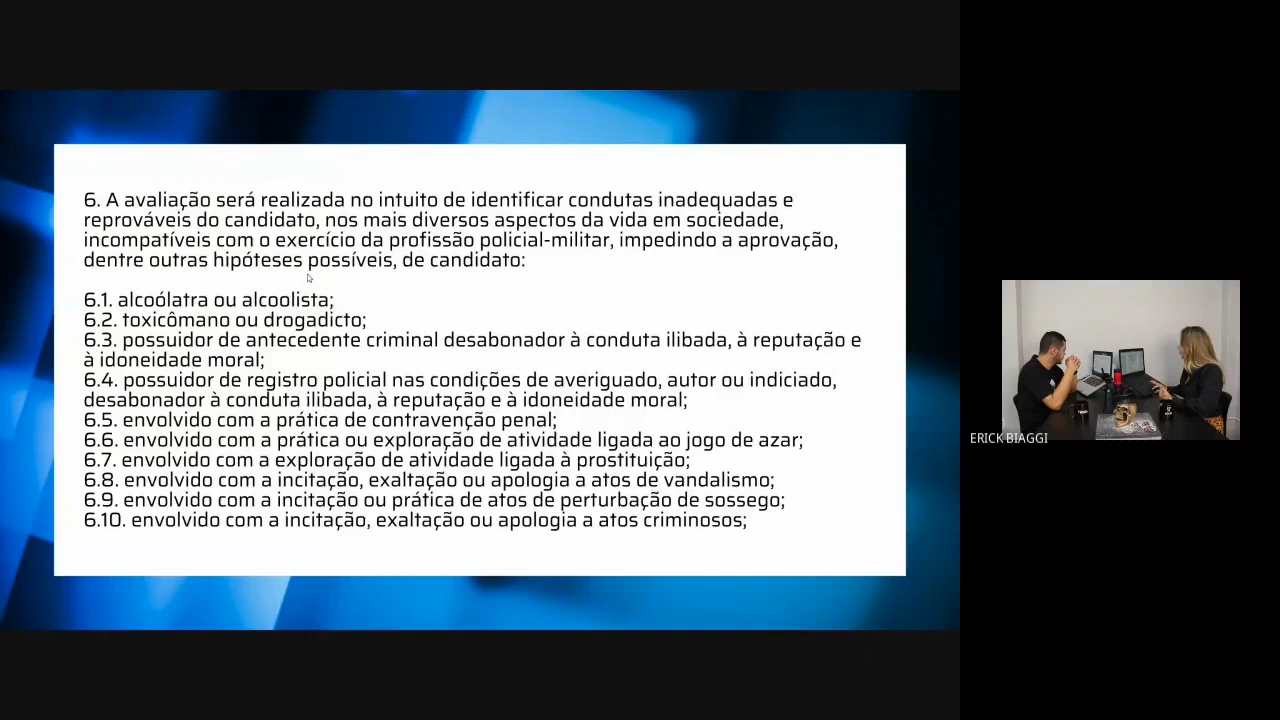 6. A avaliação será realizada no intuito de identificar condutas inadequadas e
reprováveis do candidato, nos mais diversos aspectos da vida em sociedade,
incompatíveis com o exercício da profissão policial-militar, impedindo a aprovação,
dentre outras hipóteses possíveis, de candidato:
6.1. alcoólatra ou alcoolista;
6.2. toxicômano ou drogadicto;
6.3. possuidor de antecedente criminal desabonador à conduta ilibada, à reputação e
à idoneidade moral;
6.4. possuidor de registro policial nas condições de averiguado, autor ou indiciado,
desabonador à conduta ilibada, à reputação e à idoneidade moral;
6.5. envolvido com a prática de contravenção penal;
6.6. envolvido com a prática ou exploração de atividade ligada ao jogo de azar;
6.7. envolvido com a exploração de atividade ligada à prostituição;
6.8. envolvido com a incitação, exaltação ou apologia a atos de vandalismo;
6.9. envolvido com a incitação ou prática de atos de perturbação de sossego;
6.10. envolvido com a incitação, exaltação ou apologia a atos criminosos;
ERICK BIAGGI